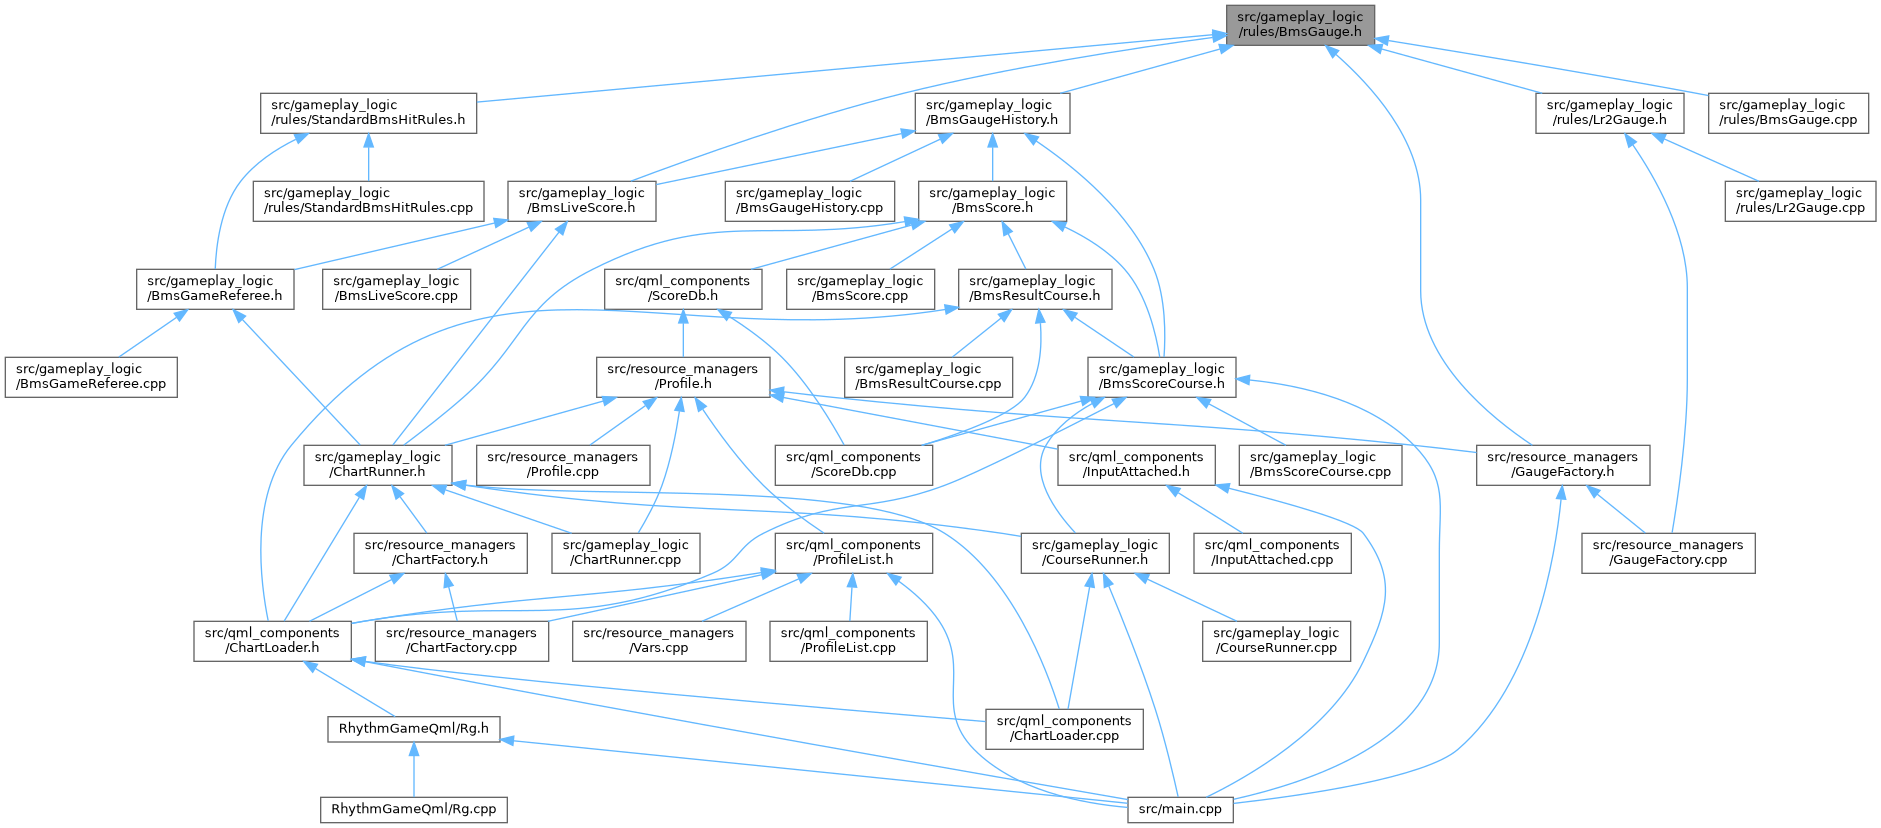 src/gameplay_logic
/rules/BmsGauge.h
src/gameplay_logic
/rules/StandardBmsHitRules.h
src/gameplay_logic
/BmsGaugeHistory.h
src/gameplay_logic
/rules/Lr2Gauge.h
src/gameplay_logic
/rules/BmsGauge.cpp
src/gameplay_logic
/rules/StandardBmsHitRules.cpp
src/gameplay_logic
/BmsLiveScore.h
src/gameplay_logic
/BmsGaugeHistory.cpp
src/gameplay_logic
/BmsScore.h
src/gameplay_logic
/rules/Lr2Gauge.cpp
src/gameplay_logic
/BmsGameReferee.h
src/gameplay_logic
/BmsLiveScore.cpp
src/qml_components
/ScoreDb.h
src/gameplay_logic
/BmsScore.cpp
src/gameplay_logic
/BmsResultCourse.h
src/gameplay_logic
/BmsGameReferee.cpp
src/resource_managers
/Profile.h
src/gameplay_logic
/BmsResultCourse.cpp
src/gameplay_logic
/BmsScoreCourse.h
src/gameplay_logic
/ChartRunner.h
src/resource_managers
/Profile.cpp
src/qml_components
/ScoreDb.cpp
src/qml_components
/InputAttached.h
src/gameplay_logic
/BmsScoreCourse.cpp
src/resource_managers
/GaugeFactory.h
src/resource_managers
/ChartFactory.h
src/gameplay_logic
/ChartRunner.cpp
src/qml_components
/ProfileList.h
src/gameplay_logic
/CourseRunner.h
src/qml_components
/InputAttached.cpp
src/resource_managers
/GaugeFactory.cpp
src/qml_components
/ChartLoader.h
src/resource_managers
/ChartFactory.cpp
src/resource_managers
/Vars.cpp
src/qml_components
/ProfileList.cpp
src/gameplay_logic
/CourseRunner.cpp
RhythmGameQml/Rg.h
src/qml_components
/ChartLoader.cpp
RhythmGameQml/Rg.cpp
src/main.cpp